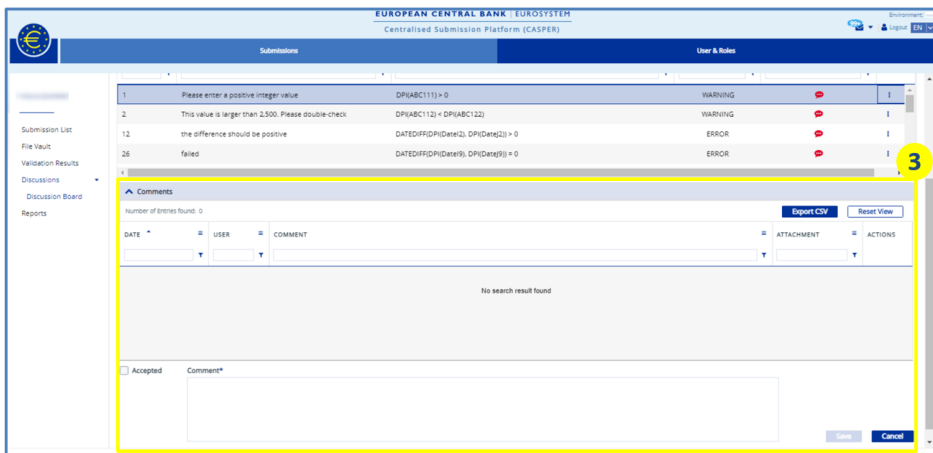 EUROPEAN CENTRAL BANK | EUROSYSTEM
Environment:
Centralised Submission Platform (CASPER)
Logout EN
Submissions
User & Roles
1 Please enter a positive integer value DPI(ABC111) > 0 WARNING
2 This value is larger than 2,500. Please double-check DPI(ABC112) < DPI(ABC122) WARNING
Submission List
12 the difference should be positive DATEDIFF(DPI(DateI2), DPI(DateJ2)) > 0 ERROR
File Vault
26 failed DATEDIFF(DPI(DateI9), DPI(DateJ9)) = 0 ERROR
Validation Results
3
Discussions
Discussion Board
Reports
Comments
Number of Entries found: 0
Export CSV Reset View
DATE USER COMMENT ATTACHMENT ACTIONS
No search result found
Accepted Comment*
Save Cancel